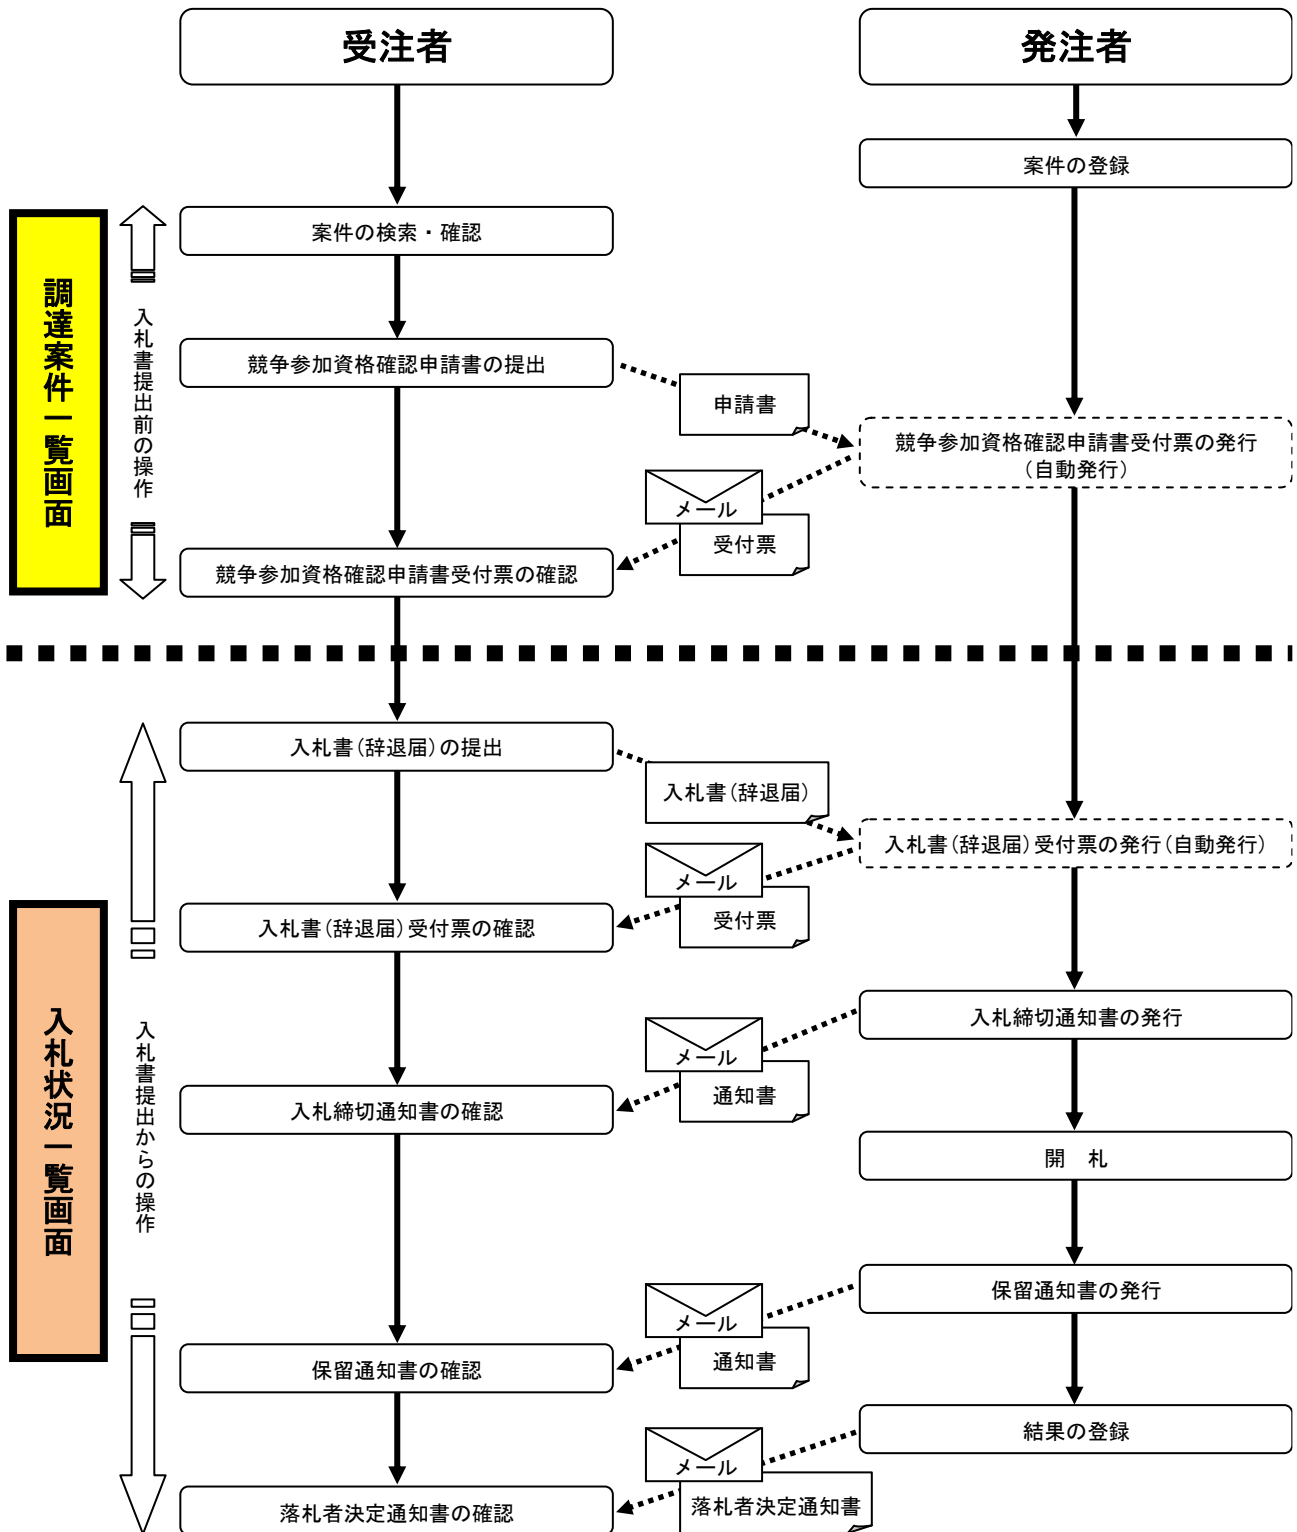 受注者
発注者
案件の登録
案件の検索・確認
調達案件一覧画面
入札書提出前の操作
競争参加資格確認申請書の提出
申請書
競争参加資格確認申請書受付票の発行
(自動発行)
メール
受付票
競争参加資格確認申請書受付票の確認
入札書(辞退届)の提出
入札書(辞退届)
入札書(辞退届)受付票の発行(自動発行)
メール
受付票
入札書(辞退届)受付票の確認
入札状況一覧画面
入札書提出からの操作
入札締切通知書の発行
メール
通知書
入札締切通知書の確認
開　札
保留通知書の発行
メール
通知書
保留通知書の確認
結果の登録
メール
落札者決定通知書
落札者決定通知書の確認